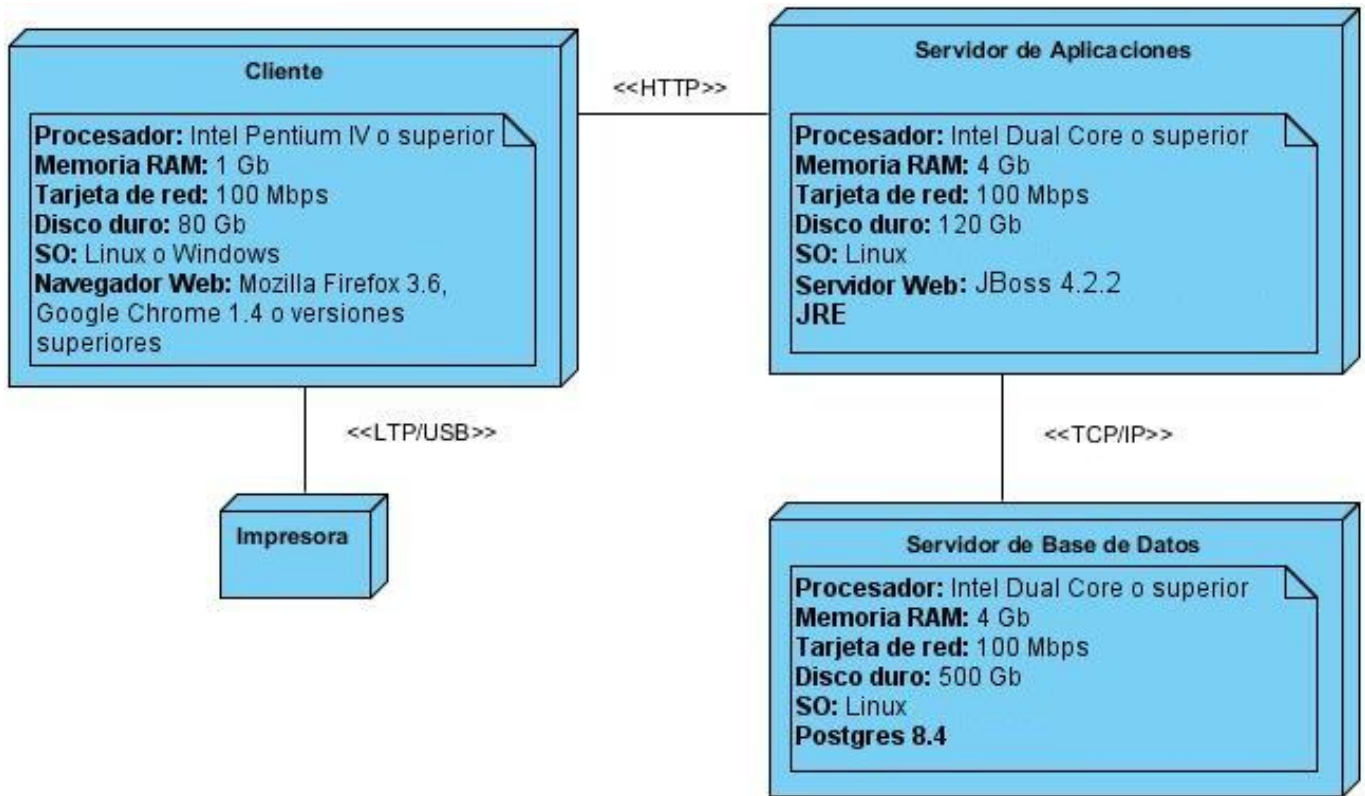 Cliente
Procesador: Intel Pentium IV o superior
Memoria RAM: 1 Gb
Tarjeta de red: 100 Mbps
Disco duro: 80 Gb
SO: Linux o Windows
Navegador Web: Mozilla Firefox 3.6,
Google Chrome 1.4 o versiones
superiores
<<HTTP>>
Servidor de Aplicaciones
Procesador: Intel Dual Core o superior
Memoria RAM: 4 Gb
Tarjeta de red: 100 Mbps
Disco duro: 120 Gb
SO: Linux
Servidor Web: JBoss 4.2.2
JRE
<<LTP/USB>>
<<TCP/IP>>
Impresora
Servidor de Base de Datos
Procesador: Intel Dual Core o superior
Memoria RAM: 4 Gb
Tarjeta de red: 100 Mbps
Disco duro: 500 Gb
SO: Linux
Postgres 8.4